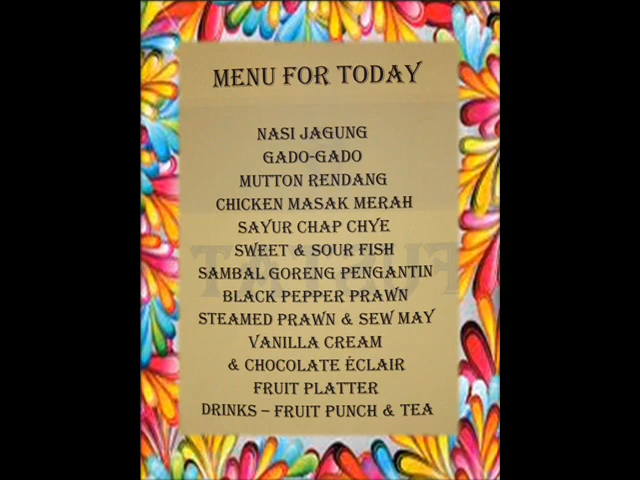 MENU FOR TODAY
NASI JAGUNG
GADO-GADO
MUTTON RENDANG
CHICKEN MASAK MERAH
SAYUR CHAP CHYE
SWEET & SOUR FISH
SAMBAL GORENG PENGANTIN
BLACK PEPPER PRAWN
STEAMED PRAWN & SEW MAY
VANILLA CREAM
& CHOCOLATE ÉCLAIR
FRUIT PLATTER
DRINKS – FRUIT PUNCH & TEA